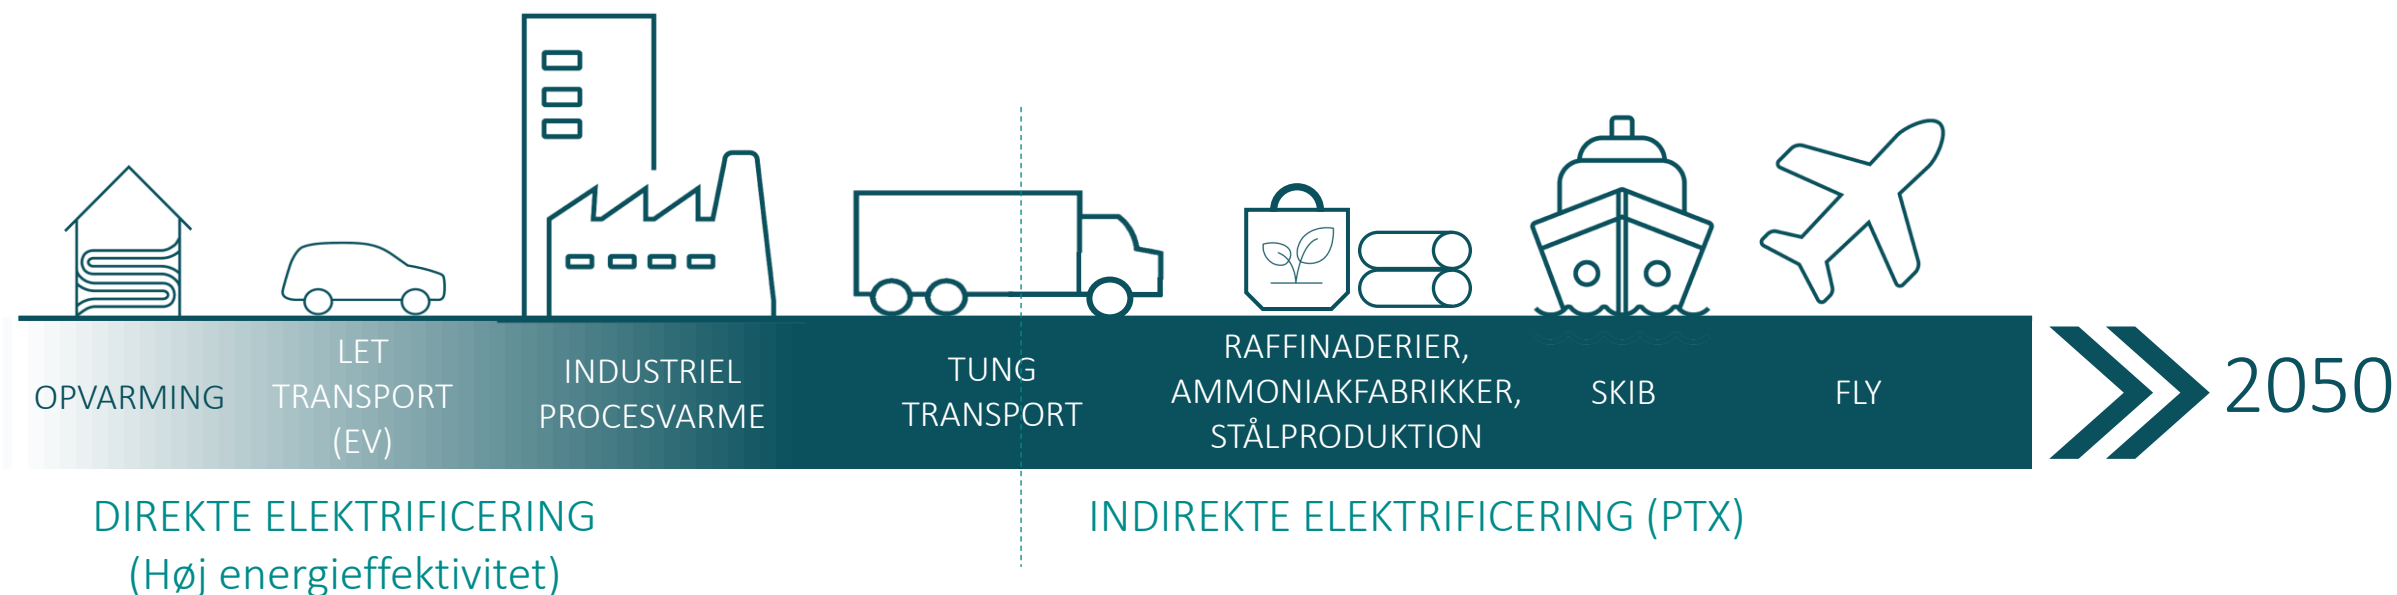 OPVARMING
LET
TRANSPORT
(EV)
INDUSTRIEL
PROCESVARME
TUNG
TRANSPORT
RAFFINADERIER,
AMMONIAKFABRIKKER,
STÅLPRODUKTION
SKIB
FLY
2050
DIREKTE ELEKTRIFICERING
(Høj energieffektivitet)
INDIREKTE ELEKTRIFICERING (PTX)